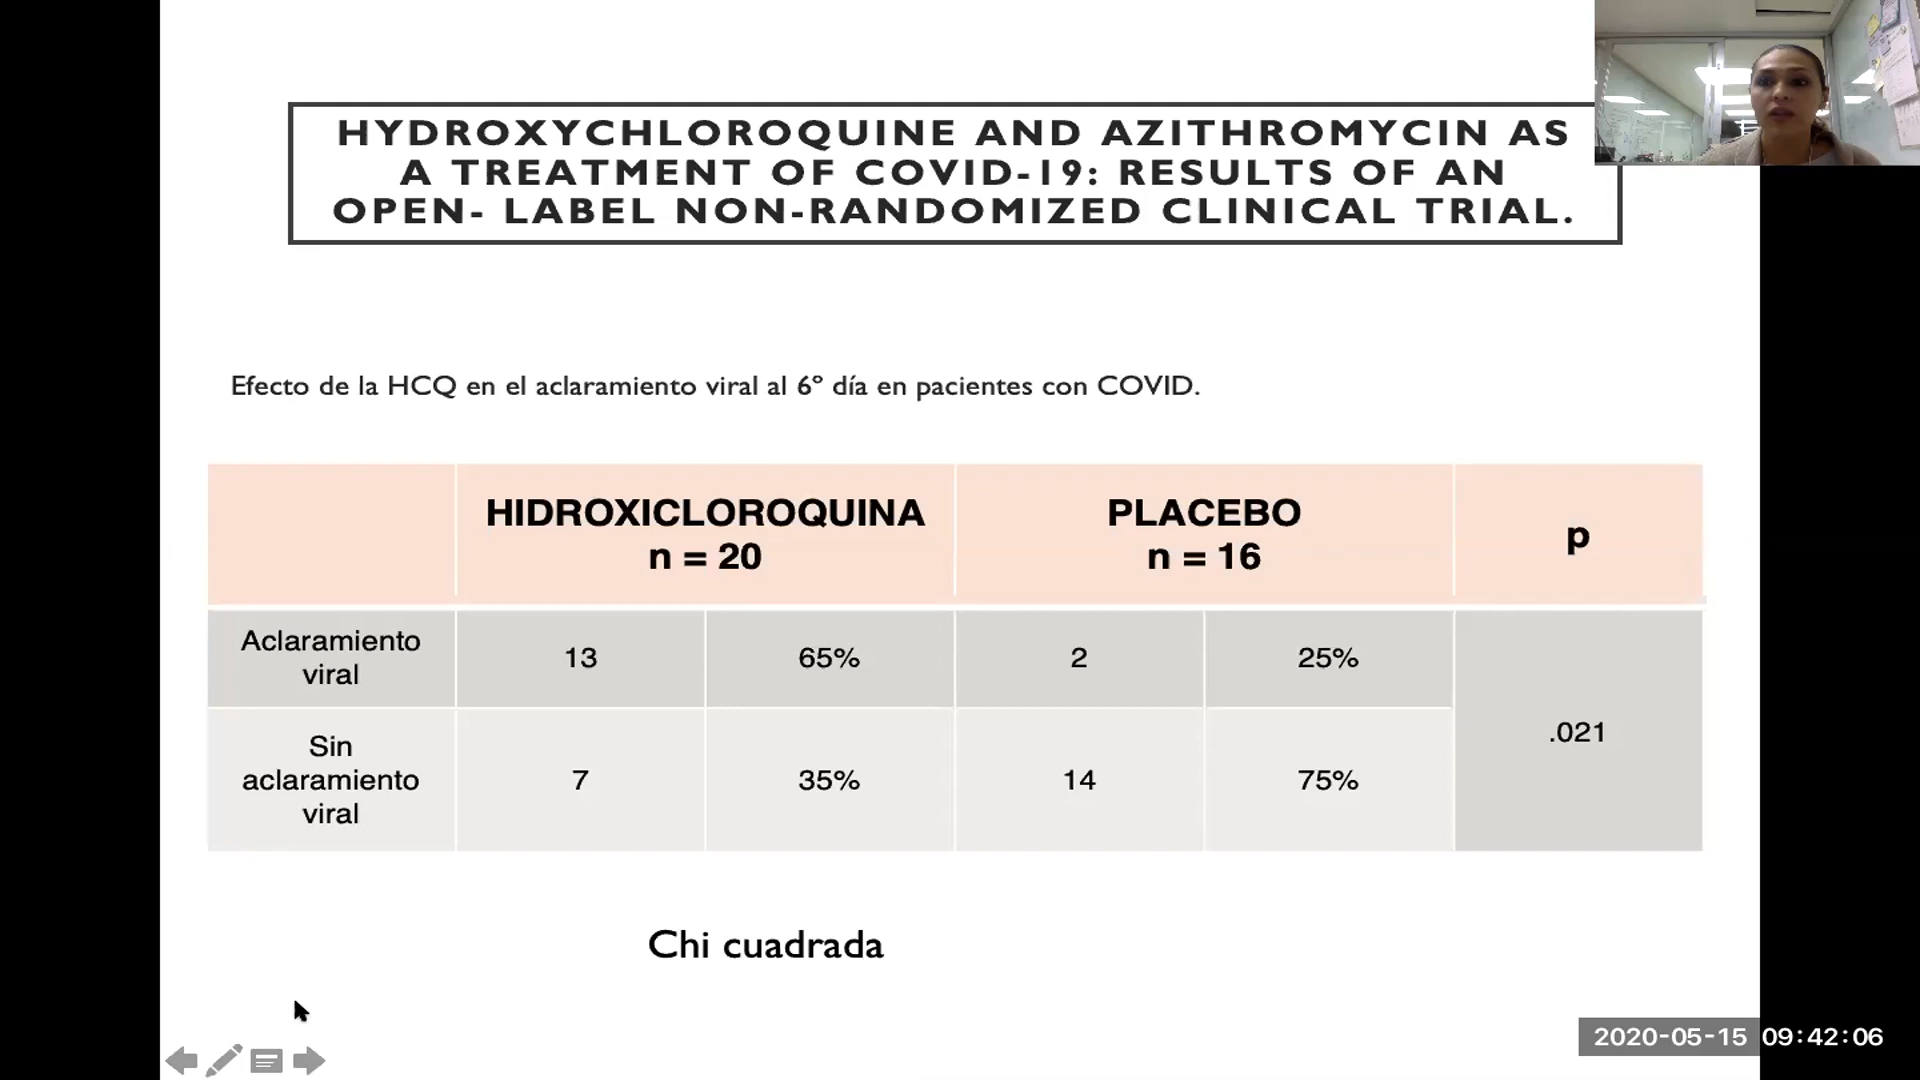 HYDROXYCHLOROQUINE AND AZITHROMYCIN AS
A TREATMENT OF COVID-19: RESULTS OF AN
OPEN- LABEL NON-RANDOMIZED CLINICAL TRIAL.
Efecto de la HCQ en el aclaramiento viral al 6º día en pacientes con COVID.
HIDROXICLOROQUINA
n = 20
PLACEBO
n = 16
p
Aclaramiento
viral
13
65%
2
25%
.021
Sin
aclaramiento
viral
7
35%
14
75%
Chi cuadrada
2020-05-15 09:42:06